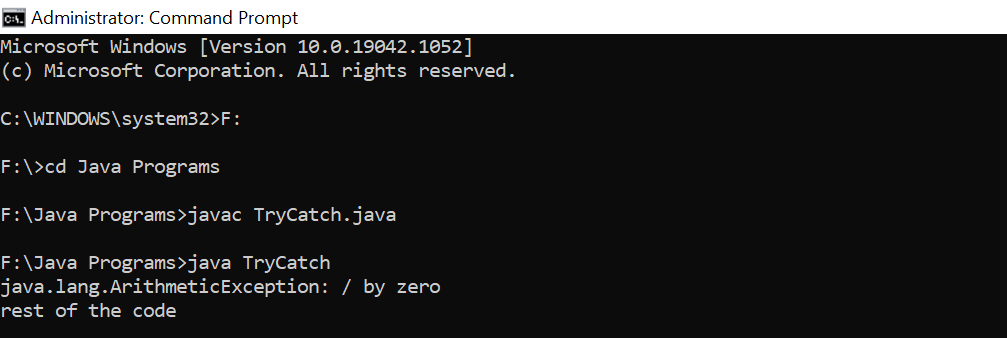 Administrator: Command Prompt
Microsoft Windows [Version 10.0.19042.1052]
(c) Microsoft Corporation. All rights reserved.
C:\WINDOWS\system32>F:
F:\>cd Java Programs
F:\Java Programs>javac TryCatch.java
F:\Java Programs>java TryCatch
java.lang.ArithmeticException: / by zero
rest of the code